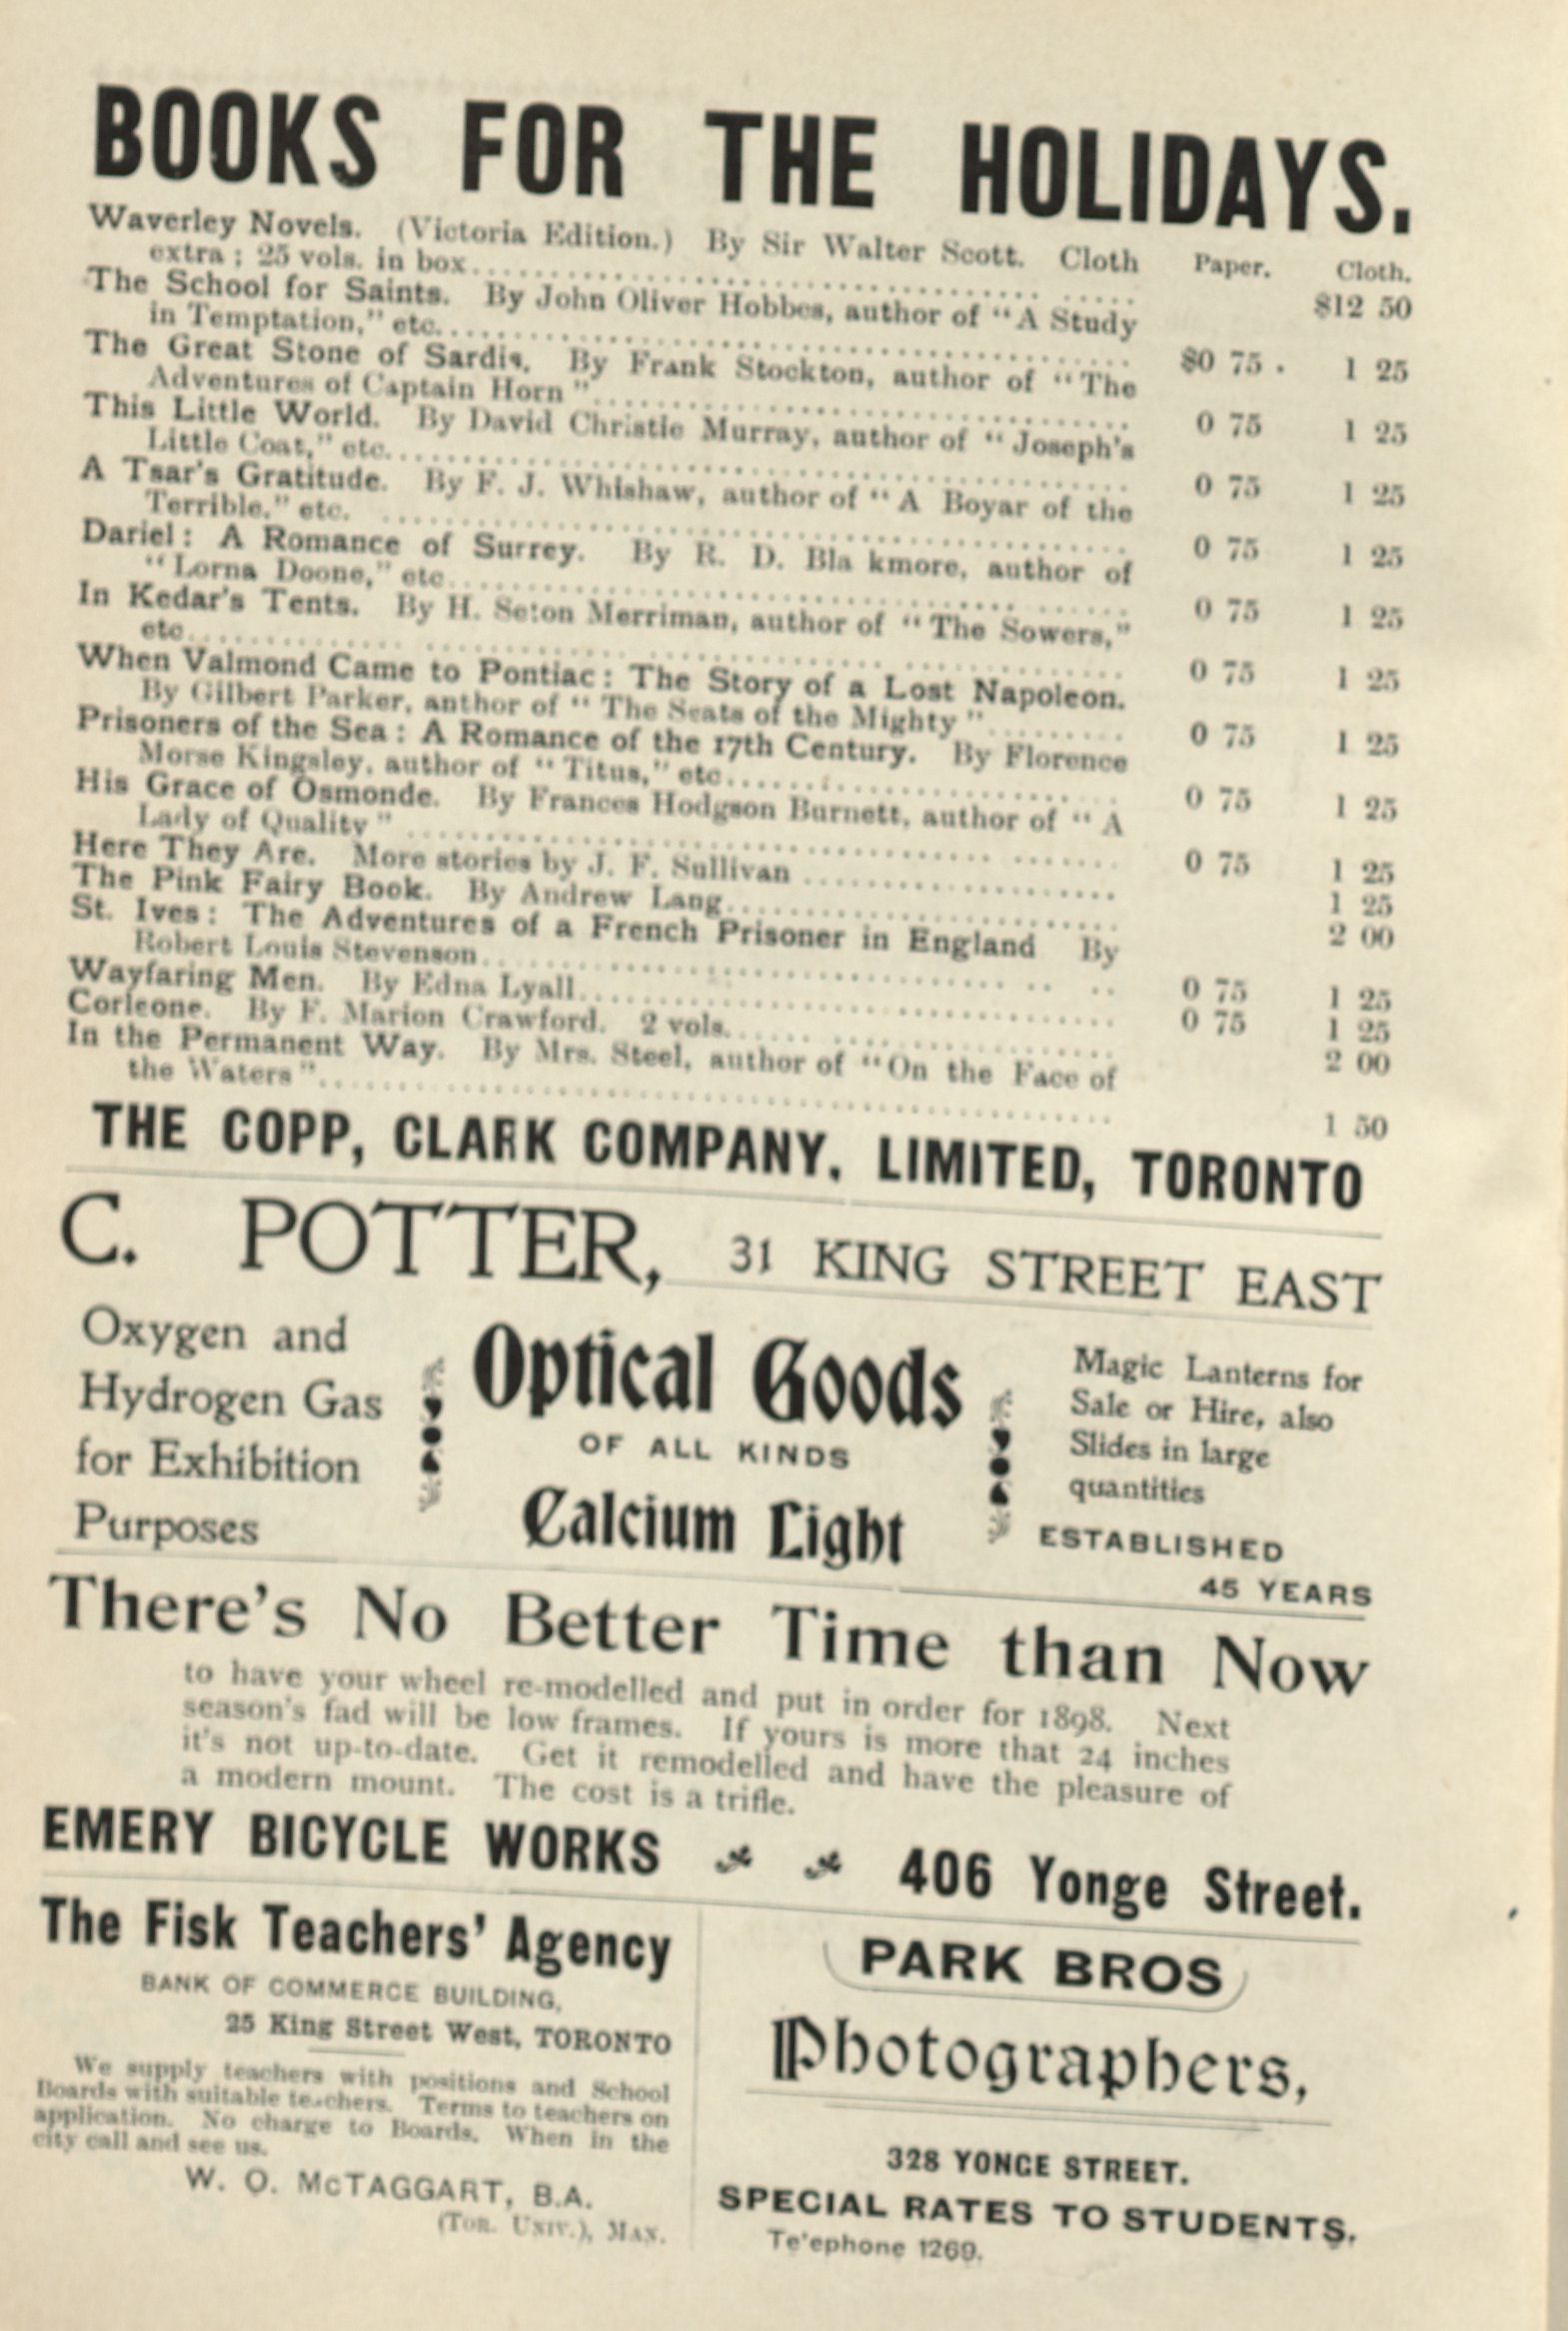 BOOKS FOR THE HOLIDAYS.
Paper. Cloth.
Waverley Novels. (Victoria Edition.) By Sir Walter Scott. Cloth
extra; 25 vols. in box.......... $12 50
The School for Saints. By John Oliver Hobbes, author of "A Study
in Temptation," etc.......... $0 75 . 1 25
The Great Stone of Sardis. By Frank Stockton, author of "The
Adventures of Captain Horn".......... 0 75 1 25
This Little World. By David Christie Murray, author of "Joseph's
Little Coat," etc.......... 0 75 1 25
A Tsar's Gratitude. By F. J. Whishaw, author of "A Boyar of the
Terrible," etc. .......... 0 75 1 25
Dariel: A Romance of Surrey. By R. D. Bla kmore, author of
"Lorna Doone," etc.......... 0 75 1 25
In Kedar's Tents. By H. Seton Merriman, author of "The Sowers,"
etc.......... 0 75 1 25
When Valmond Came to Pontiac: The Story of a Lost Napoleon.
By Gilbert Parker, anthor of "The Seats of the Mighty".......... 0 75 1 25
Prisoners of the Sea: A Romance of the 17th Century. By Florence
Morse Kingsley, author of "Titus," etc.......... 0 75 1 25
His Grace of Osmonde. By Frances Hodgson Burnett, author of "A
Lady of Quality" .......... 0 75 1 25
Here They Are. More stories by J. F. Sullivan .......... 1 25
The Pink Fairy Book. By Andrew Lang.......... 2 00
St. Ives: The Adventures of a French Prisoner in England By
Robert Louis Stevenson.......... 0 75 1 25
Wayfaring Men. By Edna Lyall.......... 0 75 1 25
Corleone. By F. Marion Crawford. 2 vols.......... 2 00
In the Permanent Way. By Mrs. Steel, author of "On the Face of
the Waters".......... 1 50
THE COPP, CLARK COMPANY, LIMITED, TORONTO
C. POTTER, 31 KING STREET EAST
Oxygen and
Hydrogen Gas
for Exhibition
Purposes
Optical Goods
OF ALL KINDS
Calcium Light
Magic Lanterns for
Sale or Hire, also
Slides in large
quantities
ESTABLISHED
45 YEARS
There's No Better Time than Now
to have your wheel re-modelled and put in order for 1898. Next
season's fad will be low frames. If yours is more that 24 inches
it's not up-to-date. Get it remodelled and have the pleasure of
a modern mount. The cost is a trifle.
EMERY BICYCLE WORKS 406 Yonge Street.
The Fisk Teachers' Agency
BANK OF COMMERCE BUILDING,
25 King Street West, TORONTO
We supply teachers with positions and School
Boards with suitable teachers. Terms to teachers on
application. No charge to Boards. When in the
city call and see us.
W. O. McTAGGART, B.A.
(TOR. UNIV.), MAN.
PARK BROS
Photographers,
328 YONGE STREET.
SPECIAL RATES TO STUDENTS.
Te'ephone 1269.